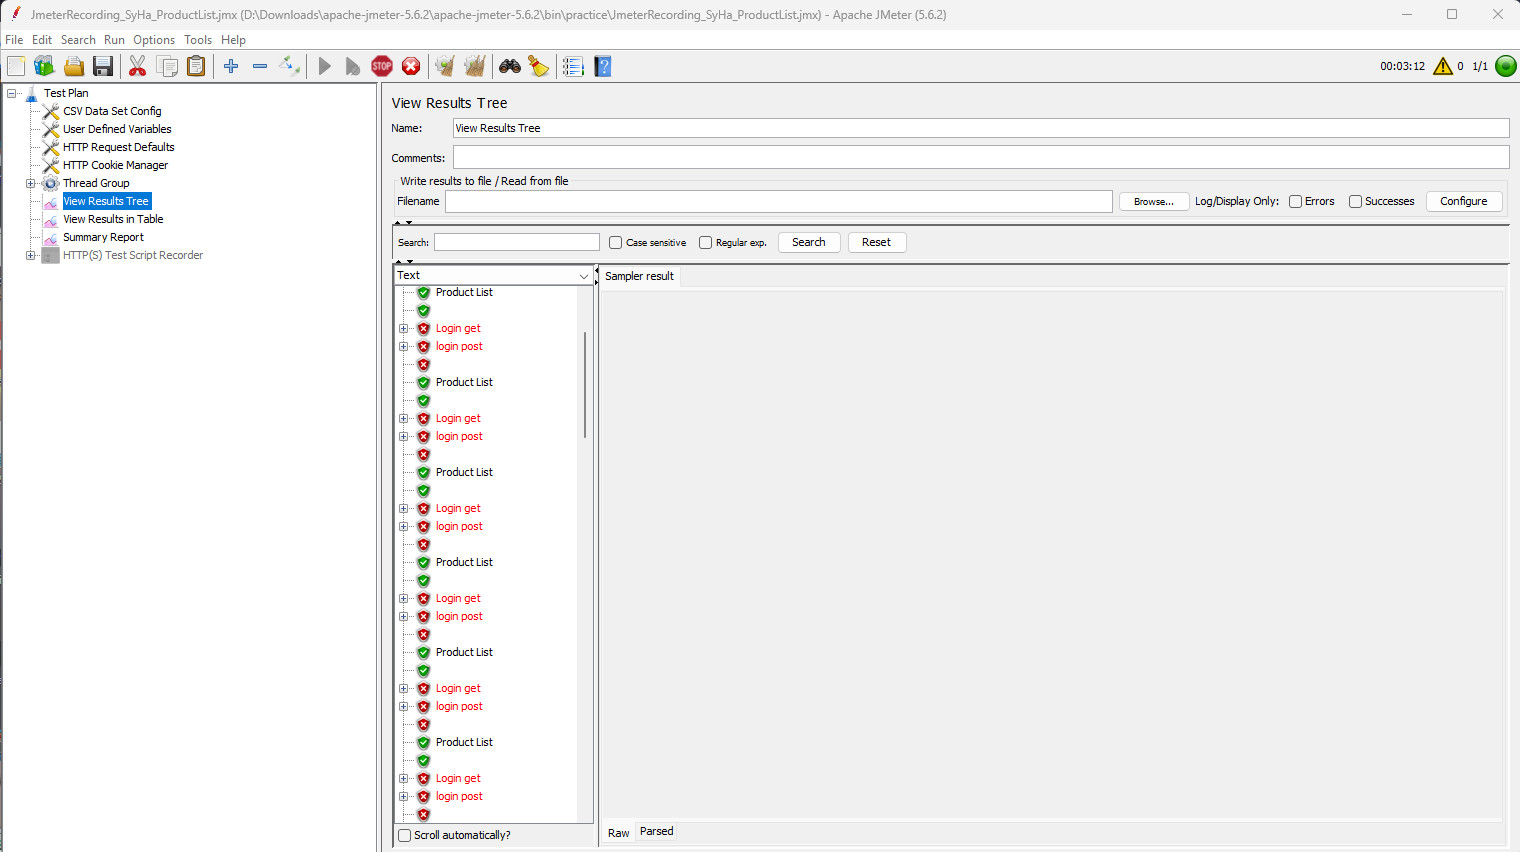 JmeterRecording_SyHa_ProductList.jmx (D:\Downloads\apache-jmeter-5.6.2\apache-jmeter-5.6.2\bin\practice\JmeterRecording_SyHa_ProductList.jmx) - Apache JMeter (5.6.2)
File Edit Search Run Options Tools Help
STOP
?
00:03:12 0 1/1
Test Plan
CSV Data Set Config
User Defined Variables
HTTP Request Defaults
HTTP Cookie Manager
Thread Group
View Results Tree
View Results in Table
Summary Report
HTTP(S) Test Script Recorder
View Results Tree
Name: View Results Tree
Comments:
Write results to file / Read from file
Filename Browse... Log/Display Only: Errors Successes Configure
Search: Case sensitive Regular exp. Search Reset
Text
Product List
Login get
login post
Product List
Login get
login post
Product List
Login get
login post
Product List
Login get
login post
Product List
Login get
login post
Product List
Login get
login post
Scroll automatically?
Sampler result
Raw Parsed